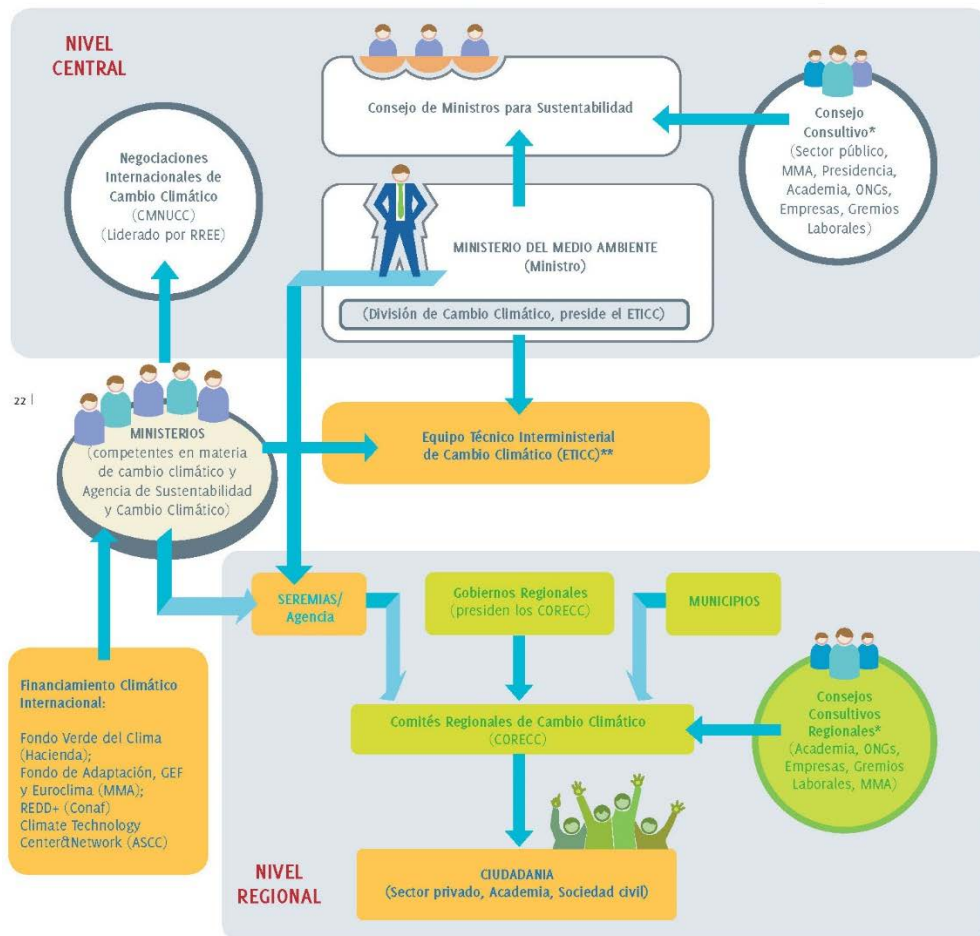 NIVEL
CENTRAL
Consejo de Ministros para Sustentabilidad
Consejo
Consultivo*
(Sector público,
MMA, Presidencia,
Academia, ONGs,
Empresas, Gremios
Laborales)
Negociaciones
Internacionales de
Cambio Climático
(CMNUCC)
(Liderado por RREE)
MINISTERIO DEL MEDIO AMBIENTE
(Ministro)
(División de Cambio Climático, preside el ETICC)
22 |
MINISTERIOS
(competentes en materia
de cambio climático y
Agencia de Sustentabilidad
y Cambio Climático)
Equipo Técnico Interministerial
de Cambio Climático (ETICC)**
SEREMIAS/
Agencia
Gobiernos Regionales
(presiden los CORECC)
MUNICIPIOS
Financiamiento Climático
Internacional:
Fondo Verde del Clima
(Hacienda);
Fondo de Adaptación, GEF
y Euroclima (MMA);
REDD+ (Conaf)
Climate Technology
Center&Network (ASCC)
Comités Regionales de Cambio Climático
(CORECC)
Consejos
Consultivos
Regionales*
(Academia, ONGs,
Empresas, Gremios
Laborales, MMA)
NIVEL
REGIONAL
CIUDADANIA
(Sector privado, Academia, Sociedad civil)